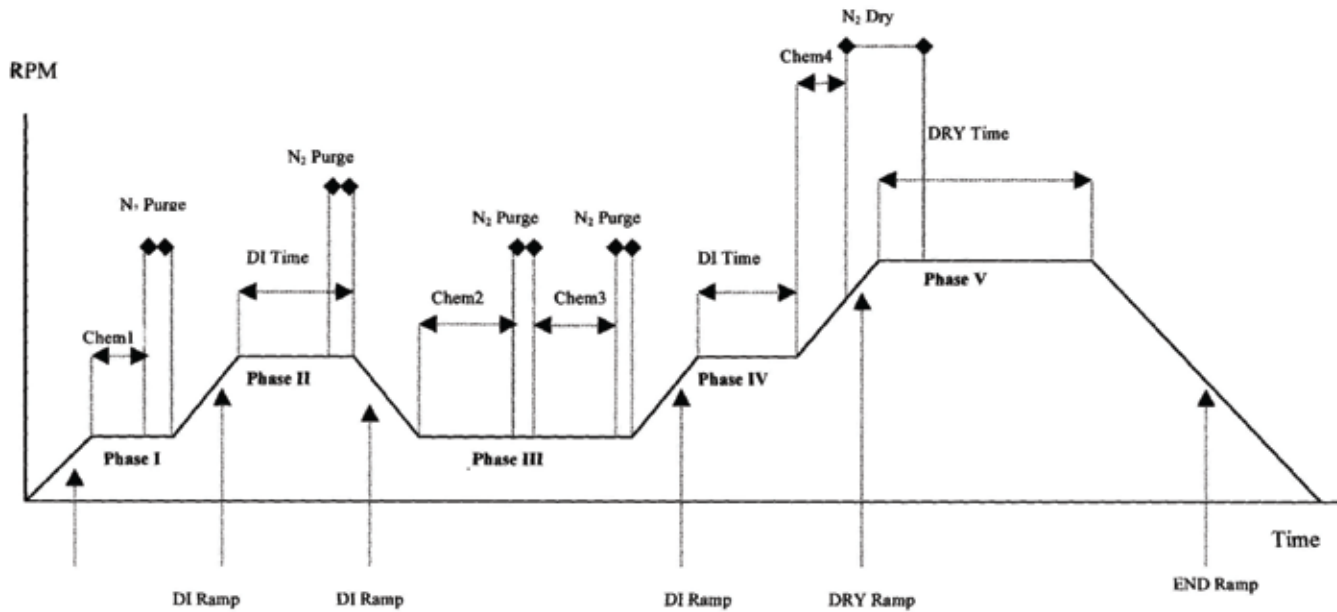 N₂ Dry
Chem4
RPM
DRY Time
N₂ Purge
N₂ Purge
N₂ Purge
N₂ Purge
DI Time
DI Time
Chem2
Chem3
Phase V
Chem1
Phase II
Phase IV
Phase I
Phase III
Time
DI Ramp
DI Ramp
DI Ramp
DRY Ramp
END Ramp